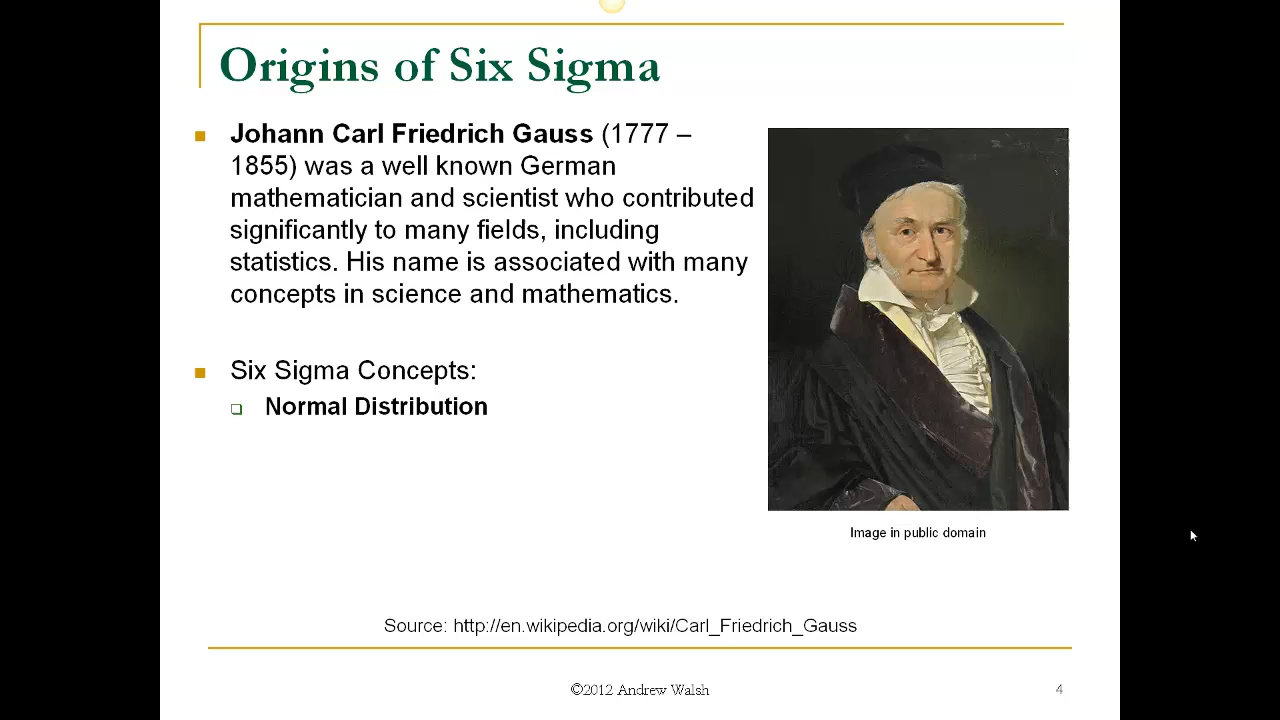 Origins of Six Sigma
Johann Carl Friedrich Gauss (1777 –
1855) was a well known German
mathematician and scientist who contributed
significantly to many fields, including
statistics. His name is associated with many
concepts in science and mathematics.
Six Sigma Concepts:
Normal Distribution
Image in public domain
Source: http://en.wikipedia.org/wiki/Carl_Friedrich_Gauss
©2012 Andrew Walsh
4